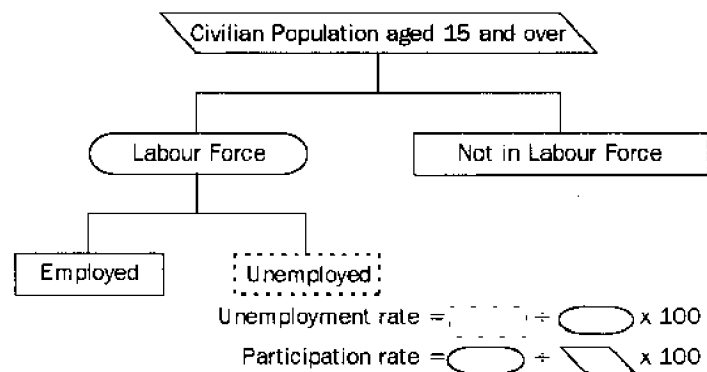 Civilian Population aged 15 and over
Labour Force
Not in Labour Force
Employed
Unemployed
Unemployment rate = ÷ x 100
Participation rate = ÷ x 100